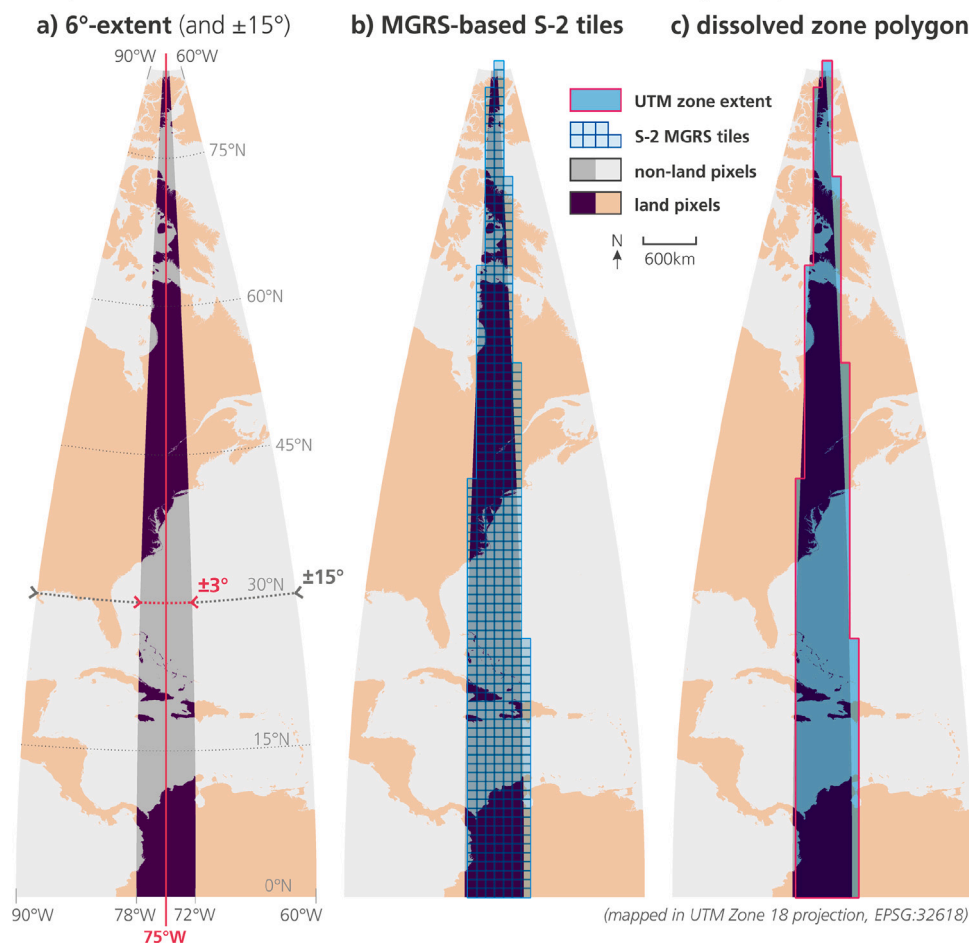 a) 6°-extent (and ±15°)
b) MGRS-based S-2 tiles
c) dissolved zone polygon
90°W 60°W
UTM zone extent
S-2 MGRS tiles
non-land pixels
land pixels
N
600km
75°N
60°N
45°N
±15°
±3°
30°N
15°N
0°N
90°W 78°W 72°W 60°W
75°W
(mapped in UTM Zone 18 projection, EPSG:32618)